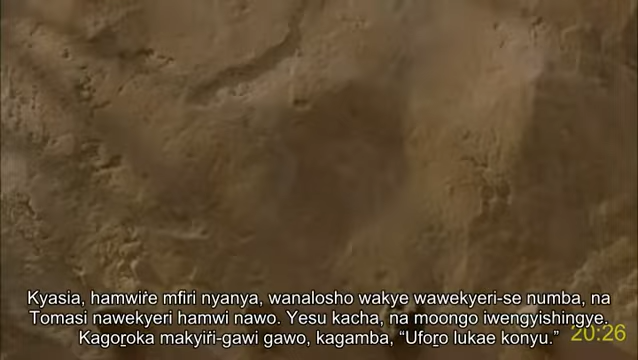 Kyasia, hamwiṙe mfiri nyanya, wanalosho wakye wawekyeri-se numba, na
Tomasi nawekyeri hamwi nawo. Yesu kacha, na moongo iwengyishingye.
Kagoṟoka makyiṙi-gawi gawo, kagamba, “Ufoṟo lukae konyu.”
20:26